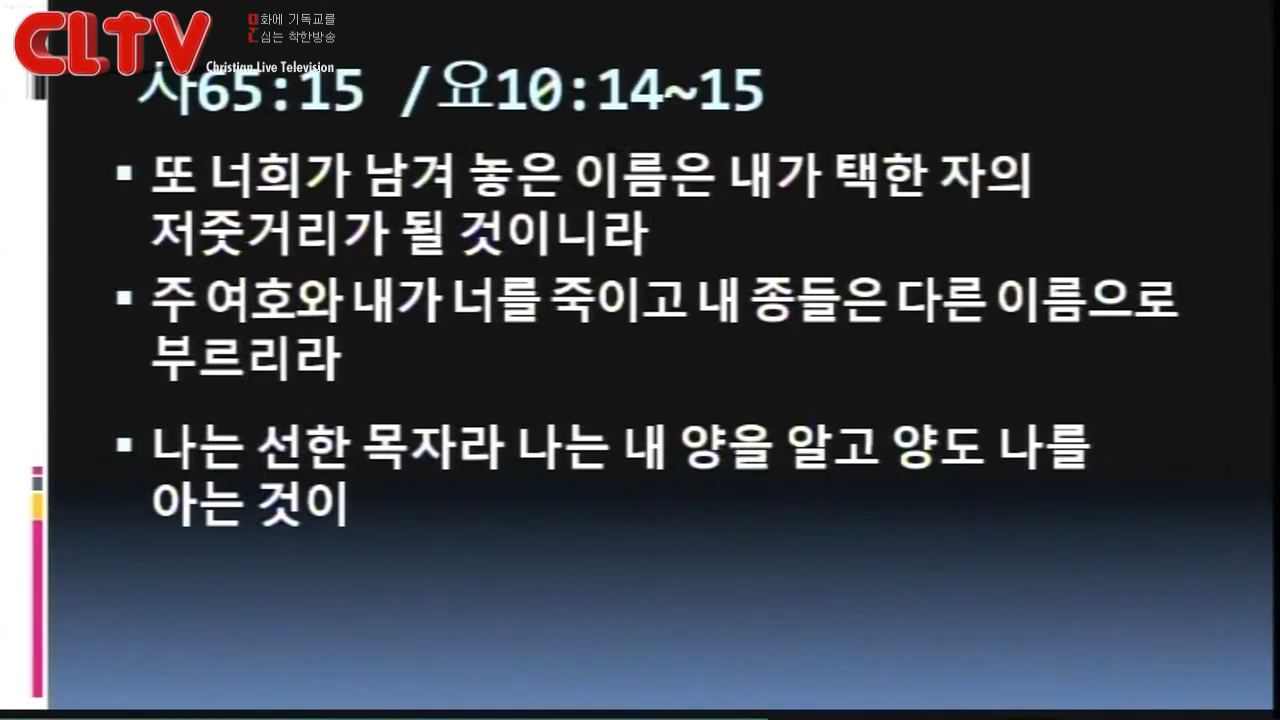 CLTV
문화에 기독교를
심는 착한방송
Christian Live Television
사65:15 /요10:14~15
또 너희가 남겨 놓은 이름은 내가 택한 자의
저줏거리가 될 것이니라
주 여호와 내가 너를 죽이고 내 종들은 다른 이름으로
부르리라
나는 선한 목자라 나는 내 양을 알고 양도 나를
아는 것이